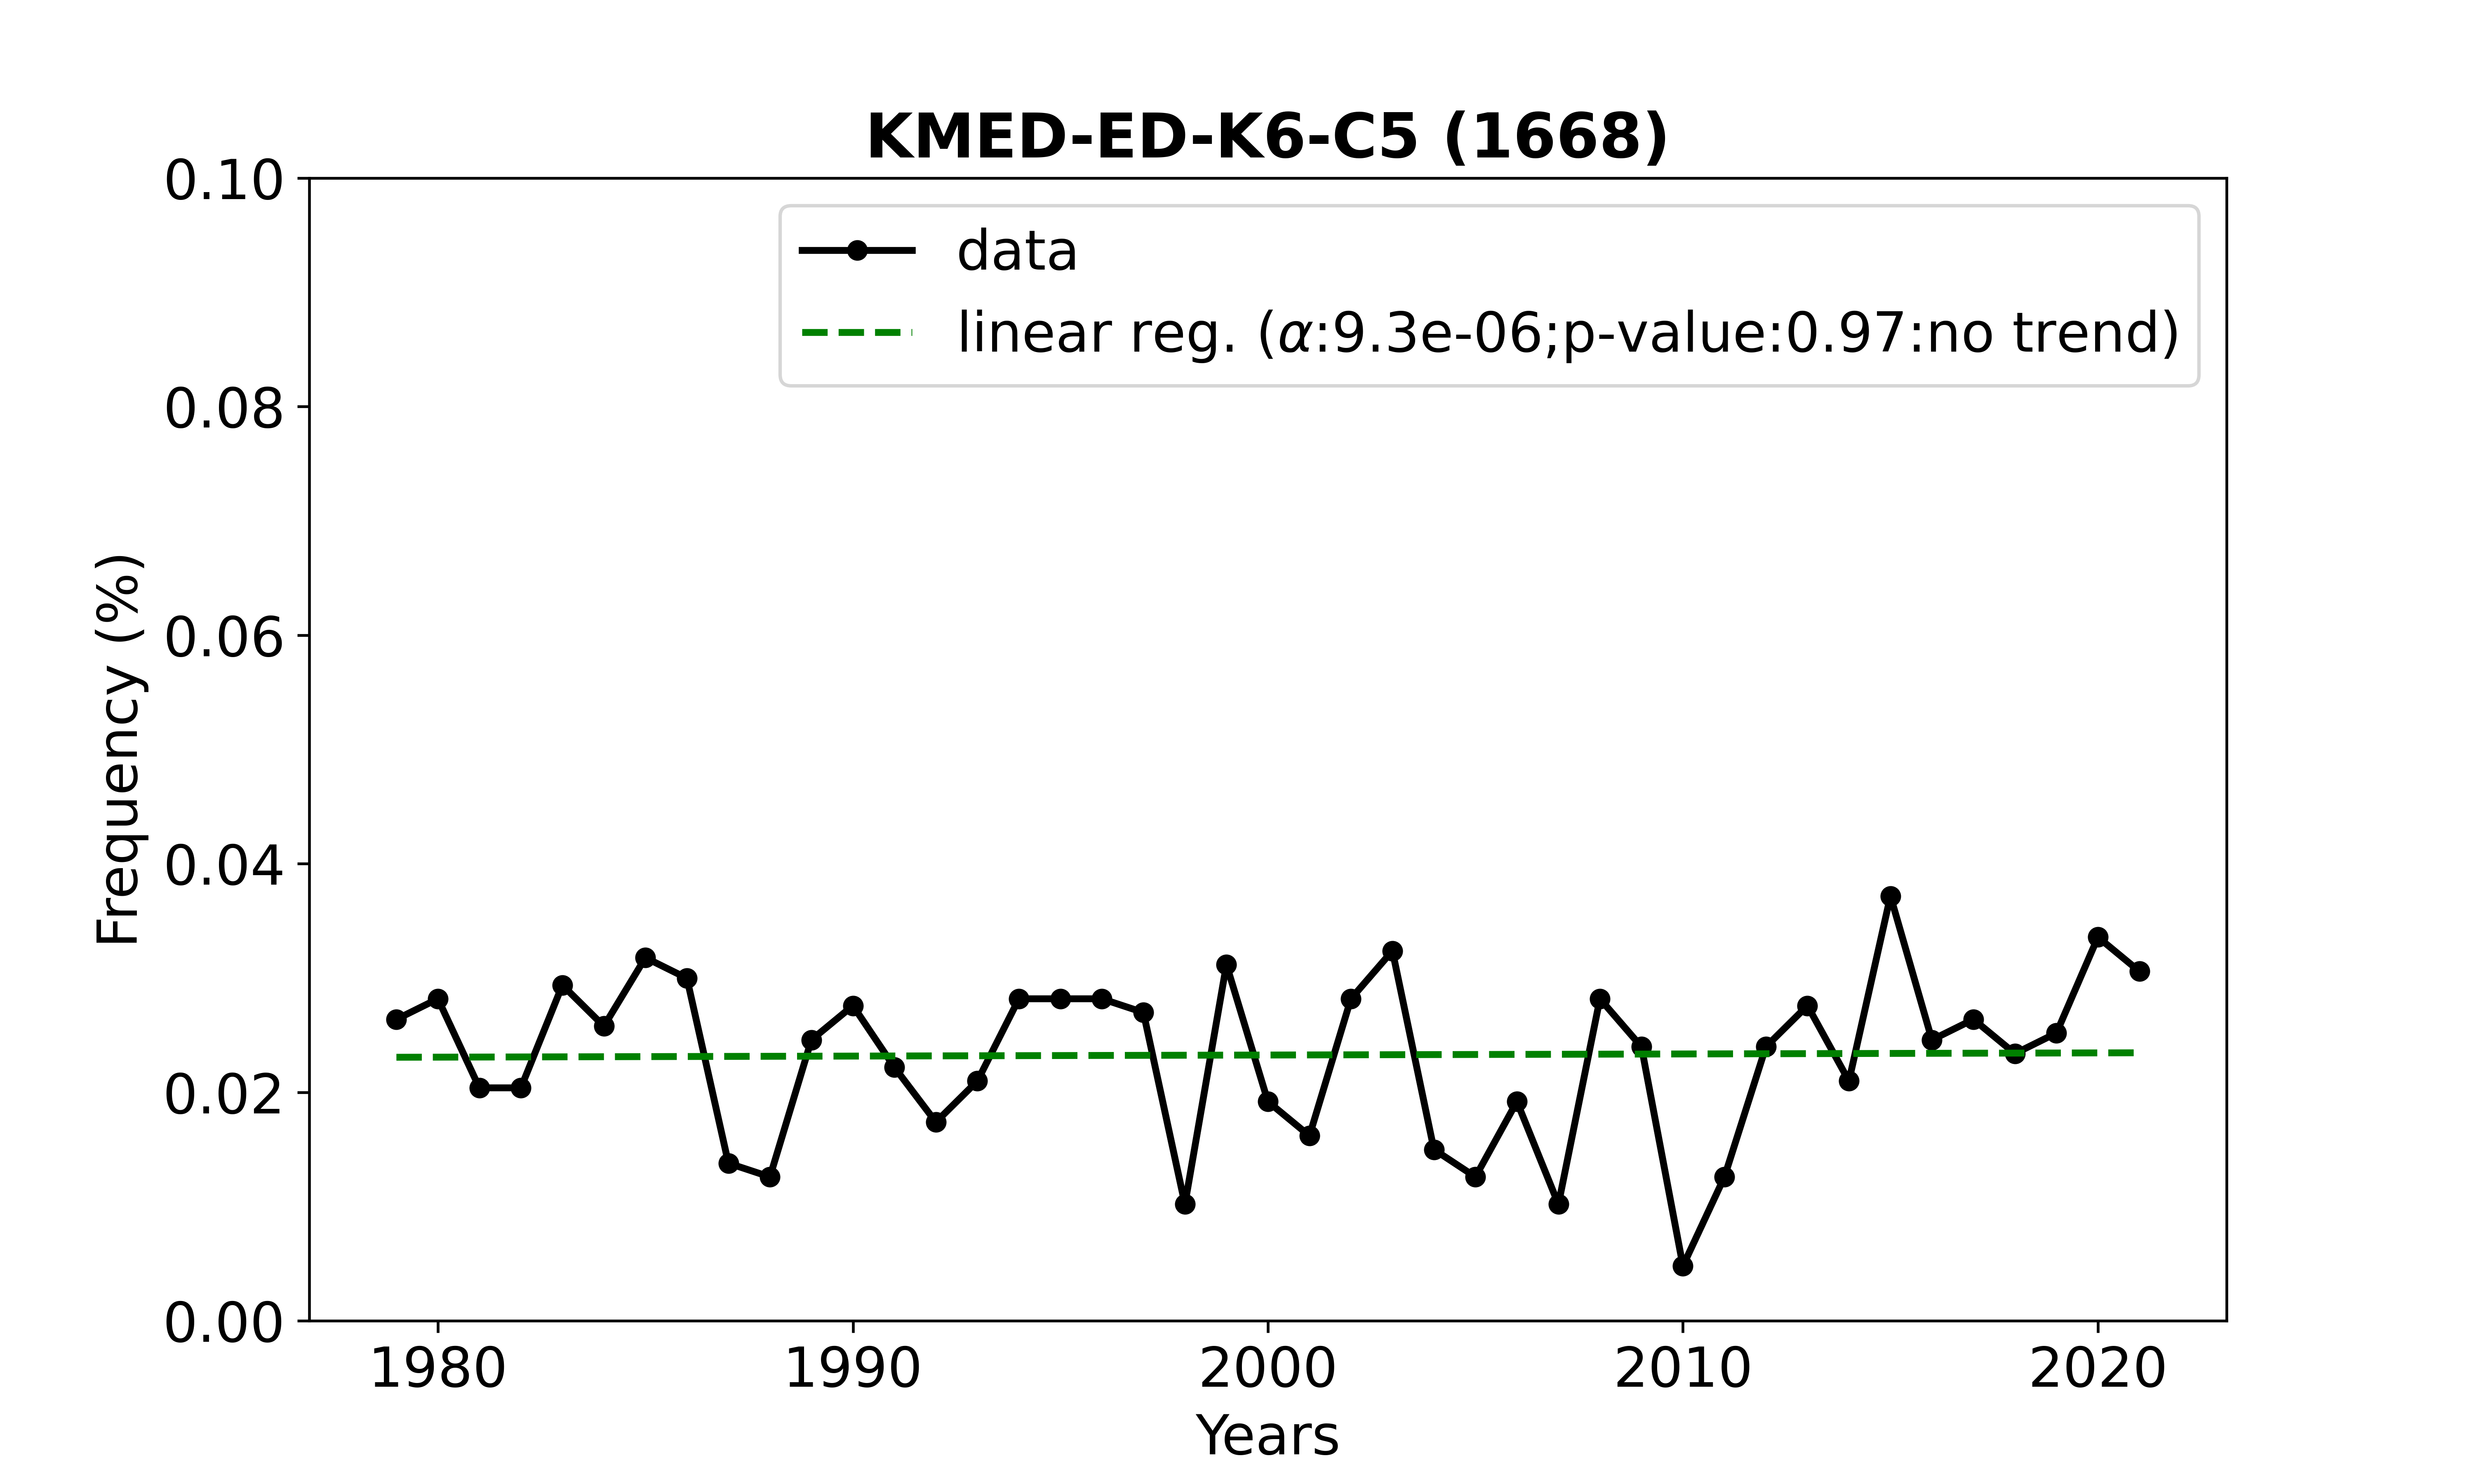 KMED-ED-K6-C5 (1668)
data
linear reg. (α:9.3e-06;p-value:0.97:no trend)
Frequency (%)
0.10
0.08
0.06
0.04
0.02
0.00
1980 1990 2000 2010 2020
Years